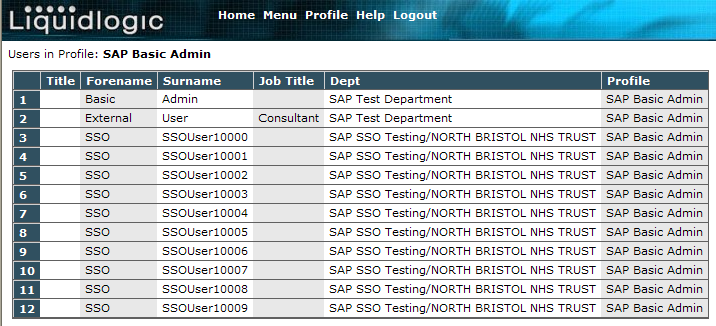 Liquidlogic Home Menu Profile Help Logout
Users in Profile: SAP Basic Admin
Title Forename Surname Job Title Dept Profile
1 Basic Admin SAP Test Department SAP Basic Admin
2 External User Consultant SAP Test Department SAP Basic Admin
3 SSO SSOUser10000 SAP SSO Testing/NORTH BRISTOL NHS TRUST SAP Basic Admin
4 SSO SSOUser10001 SAP SSO Testing/NORTH BRISTOL NHS TRUST SAP Basic Admin
5 SSO SSOUser10002 SAP SSO Testing/NORTH BRISTOL NHS TRUST SAP Basic Admin
6 SSO SSOUser10003 SAP SSO Testing/NORTH BRISTOL NHS TRUST SAP Basic Admin
7 SSO SSOUser10004 SAP SSO Testing/NORTH BRISTOL NHS TRUST SAP Basic Admin
8 SSO SSOUser10005 SAP SSO Testing/NORTH BRISTOL NHS TRUST SAP Basic Admin
9 SSO SSOUser10006 SAP SSO Testing/NORTH BRISTOL NHS TRUST SAP Basic Admin
10 SSO SSOUser10007 SAP SSO Testing/NORTH BRISTOL NHS TRUST SAP Basic Admin
11 SSO SSOUser10008 SAP SSO Testing/NORTH BRISTOL NHS TRUST SAP Basic Admin
12 SSO SSOUser10009 SAP SSO Testing/NORTH BRISTOL NHS TRUST SAP Basic Admin